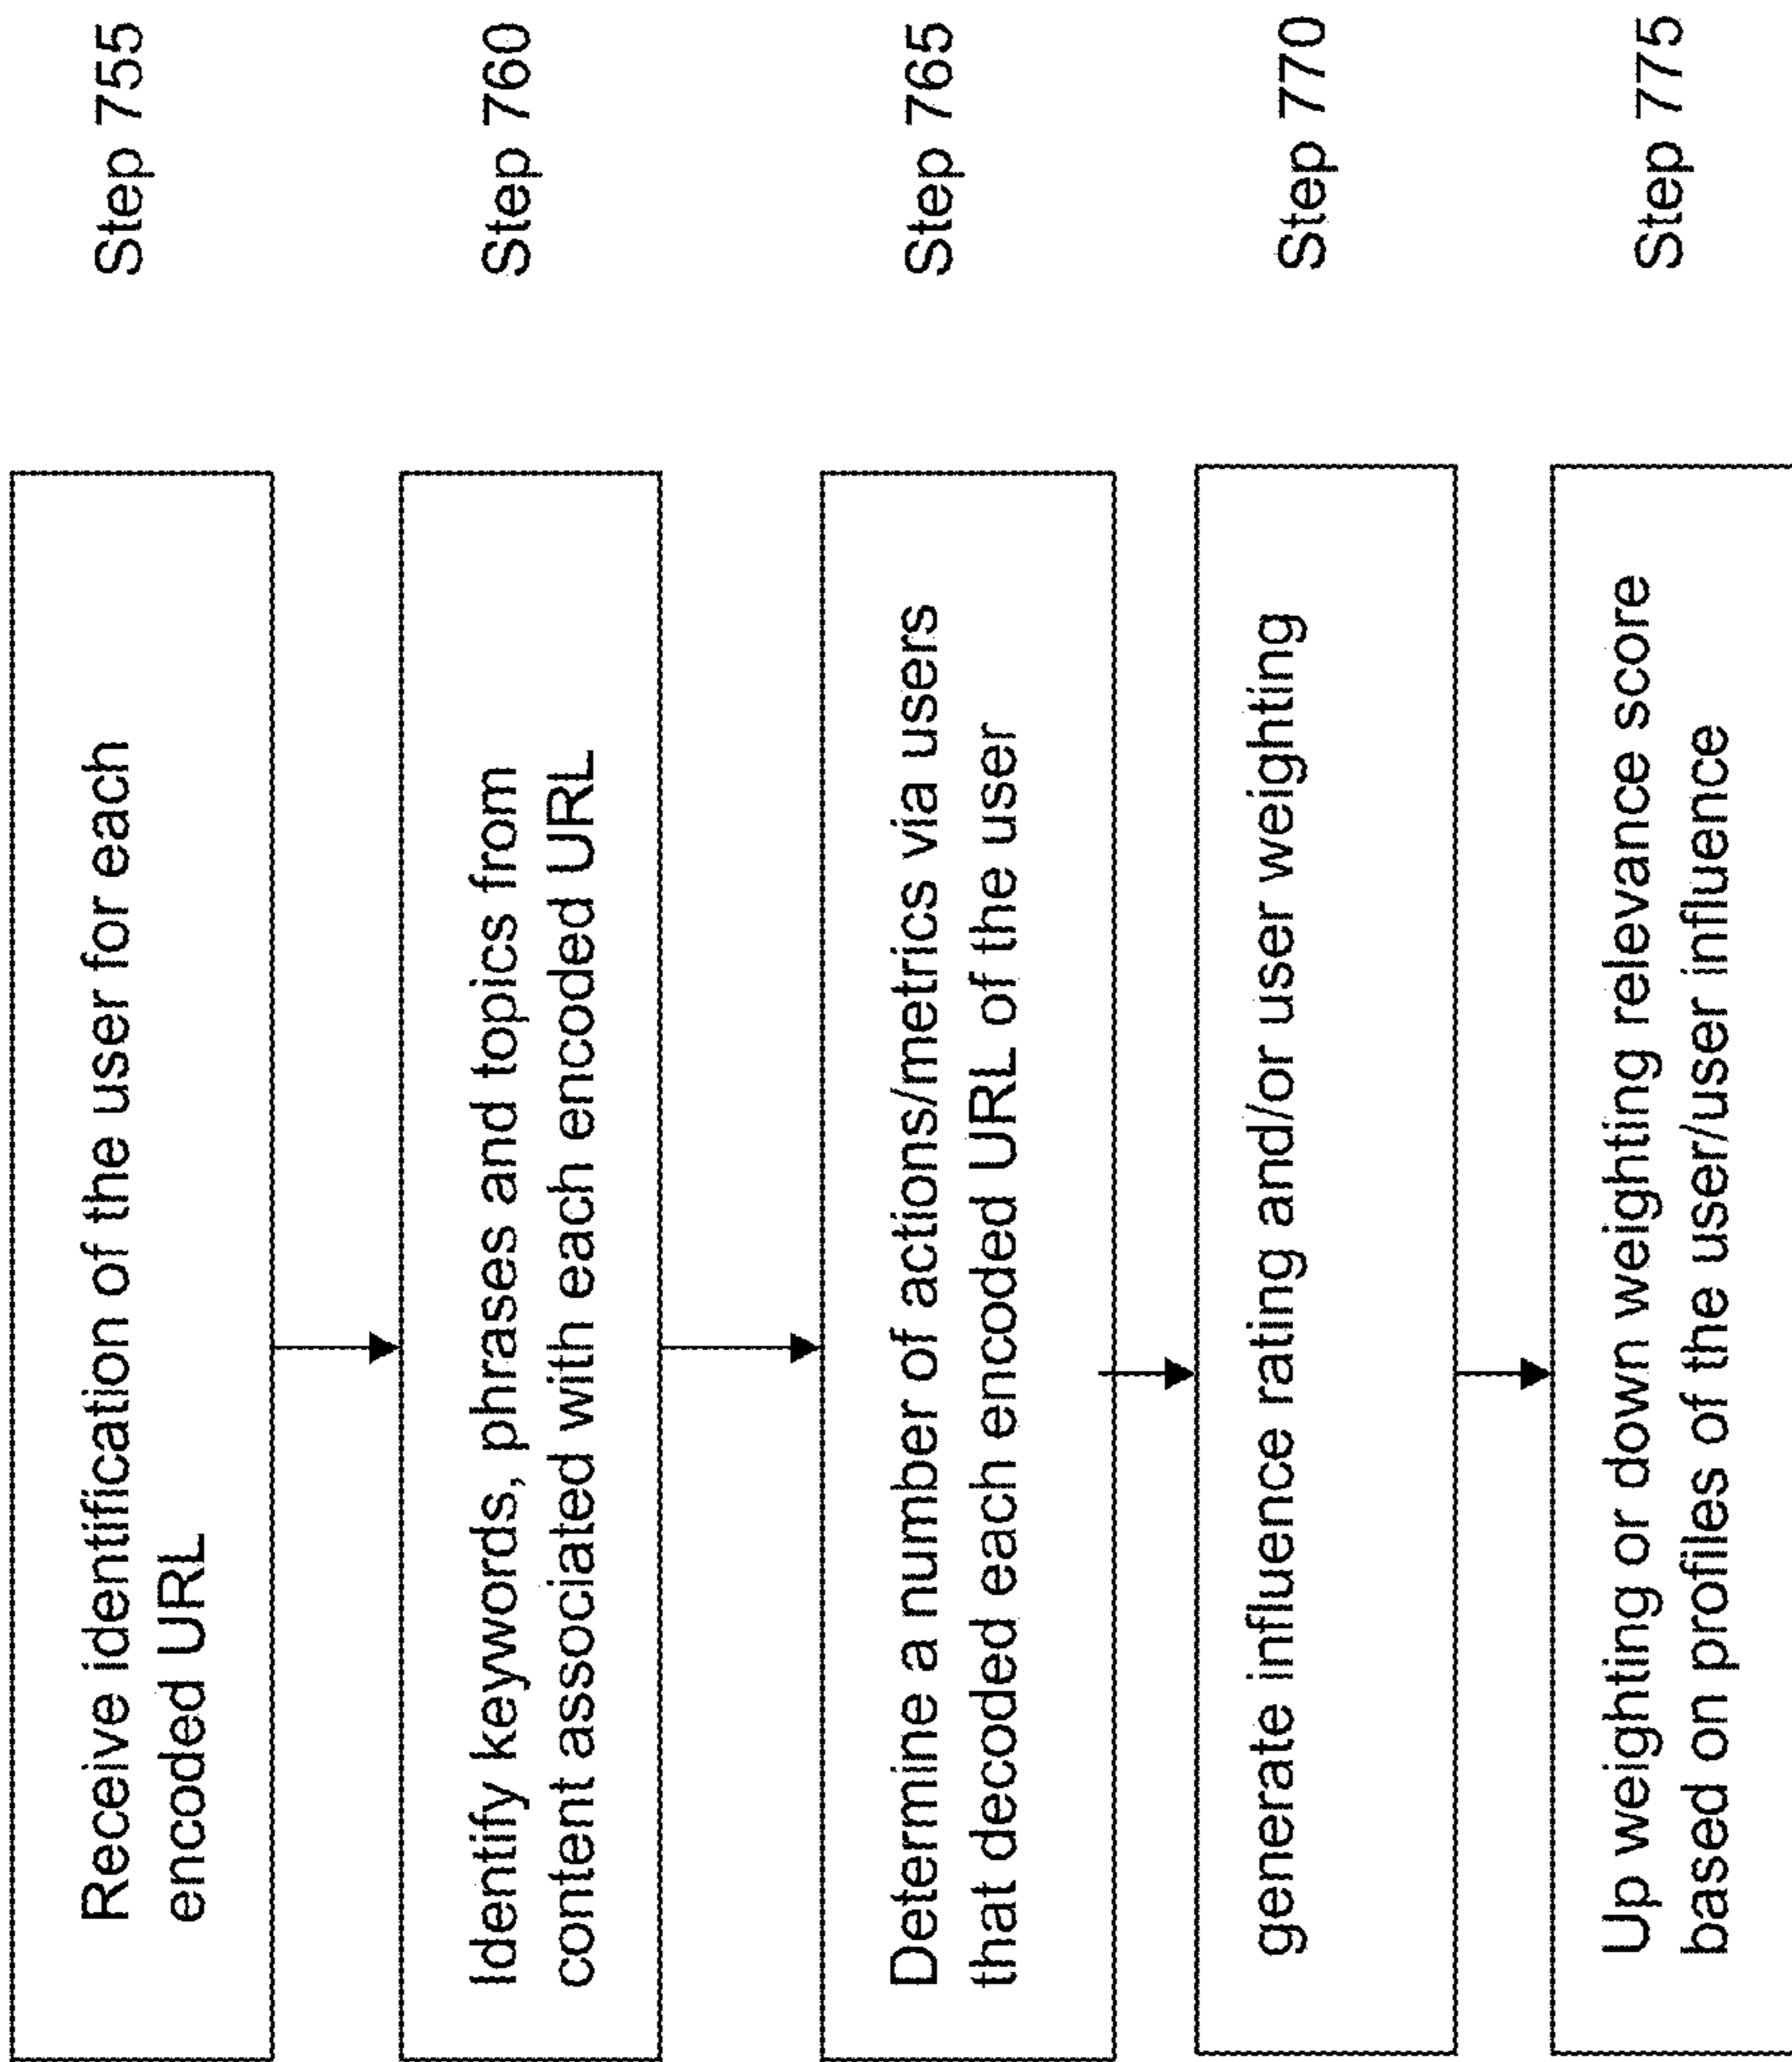 Receive identification of the user for each
encoded URL
Step 755
Identify keywords, phrases and topics from
content associated with each encoded URL
Step 760
Determine a number of actions/metrics via users
that decoded each encoded URL of the user
Step 765
generate influence rating and/or user weighting
Step 770
Up weighting or down weighting relevance score
based on profiles of the user/user influence
Step 775